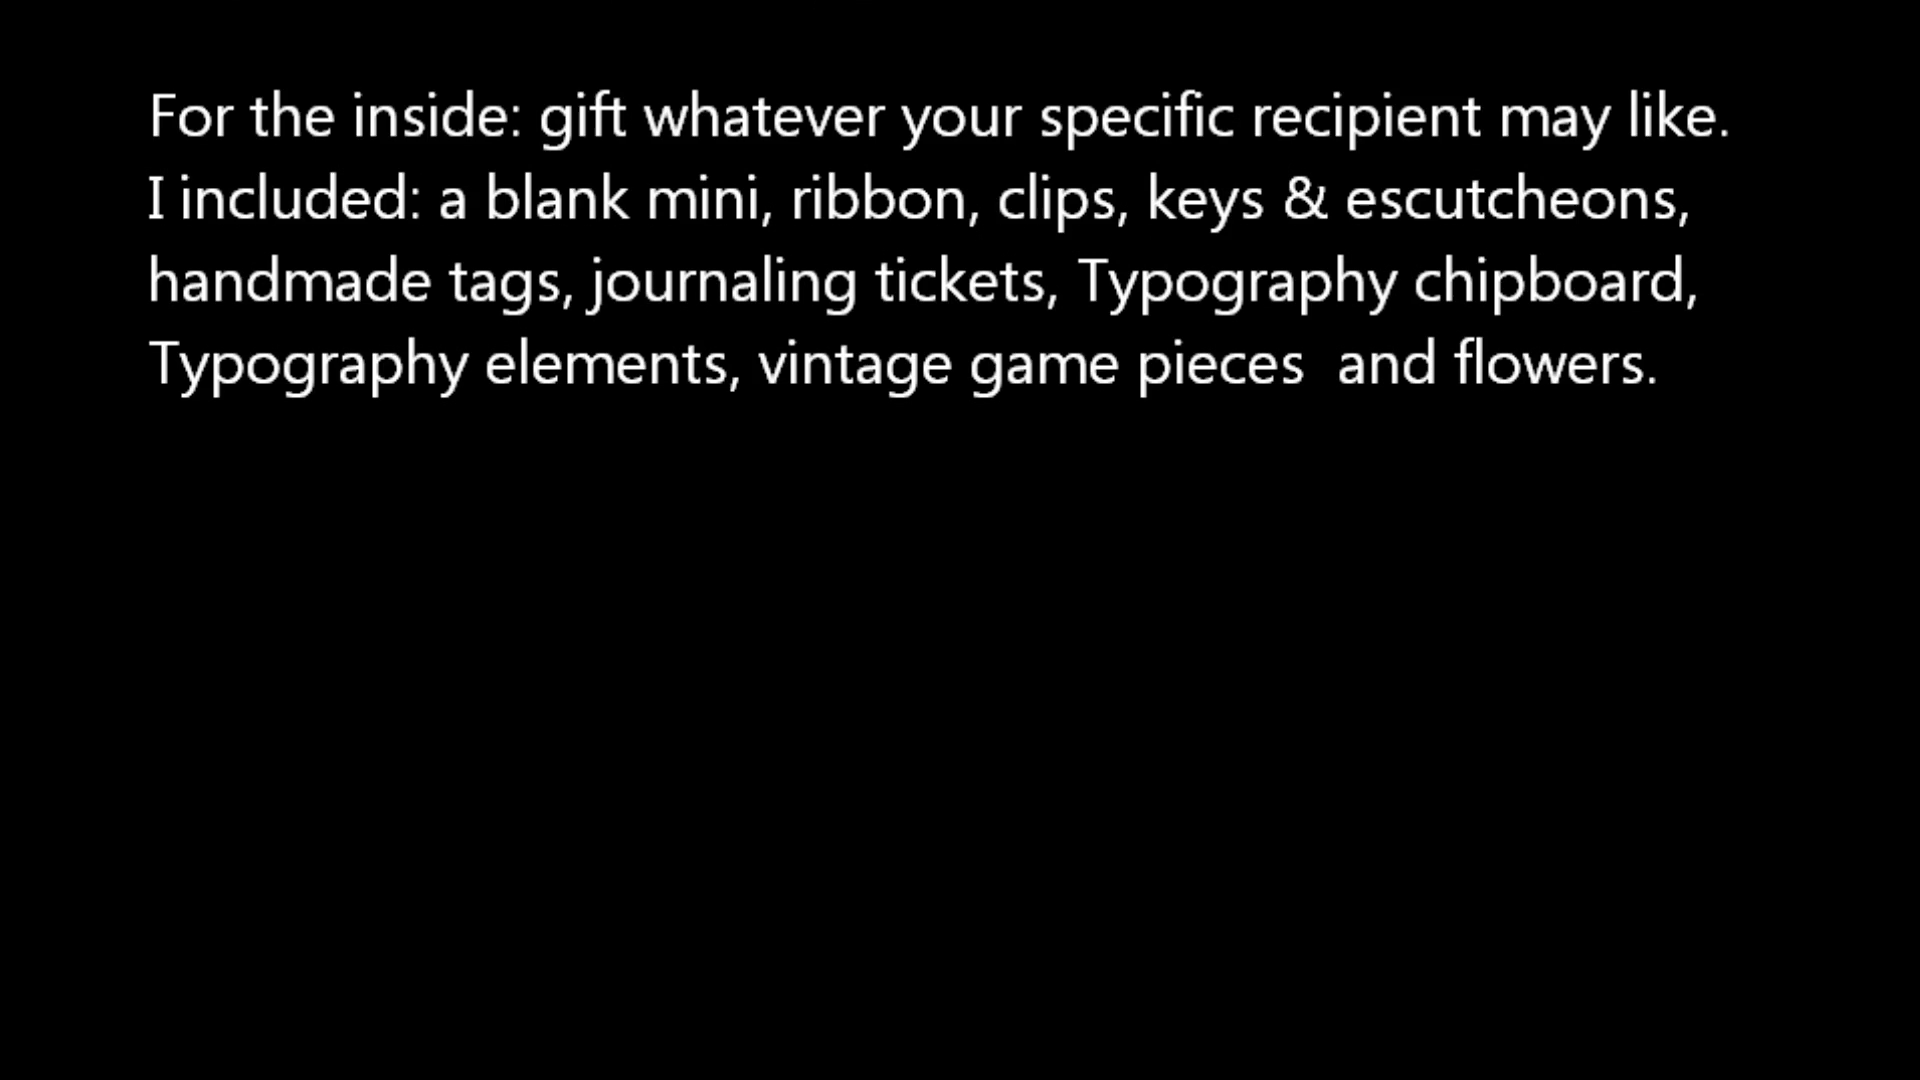 For the inside: gift whatever your specific recipient may like.
I included: a blank mini, ribbon, clips, keys & escutcheons,
handmade tags, journaling tickets, Typography chipboard,
Typography elements, vintage game pieces  and flowers.